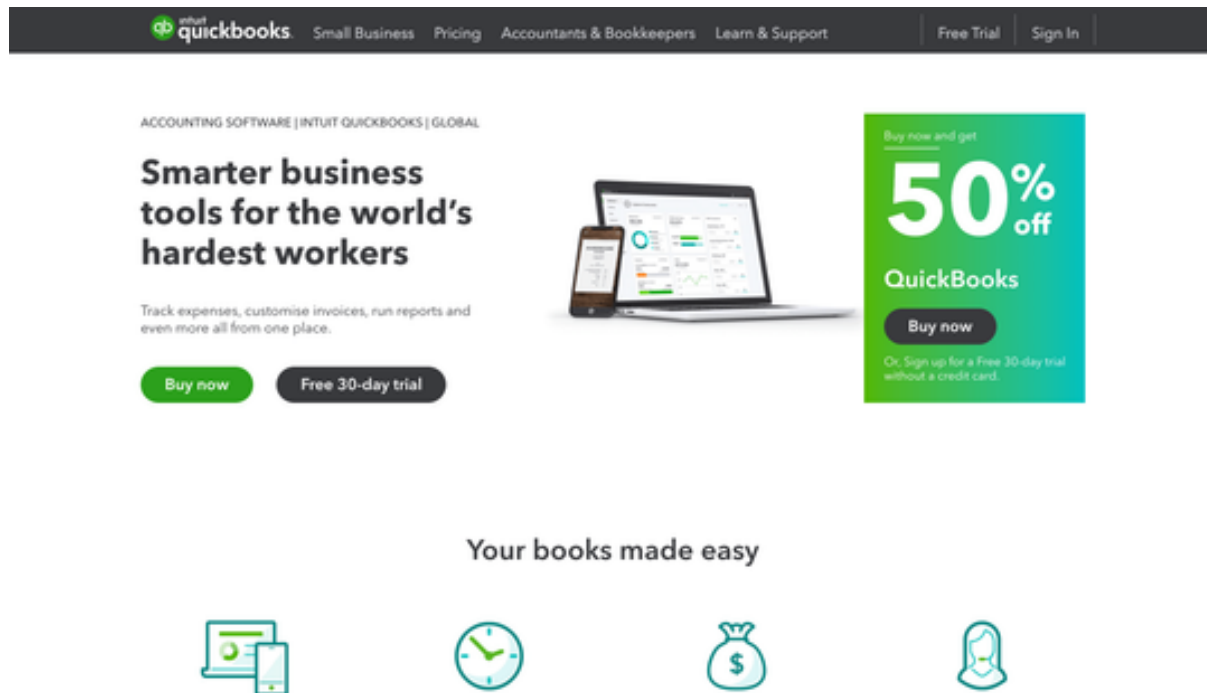 intuit
quickbooks.
Small Business Pricing Accountants & Bookkeepers Learn & Support Free Trial Sign In
ACCOUNTING SOFTWARE | INTUIT QUICKBOOKS | GLOBAL
Smarter business
tools for the world's
hardest workers
Track expenses, customise invoices, run reports and
even more all from one place.
Buy now Free 30-day trial
Buy now and get
50%
off
QuickBooks
Buy now
Or, Sign up for a Free 30-day trial
without a credit card.
Your books made easy
$